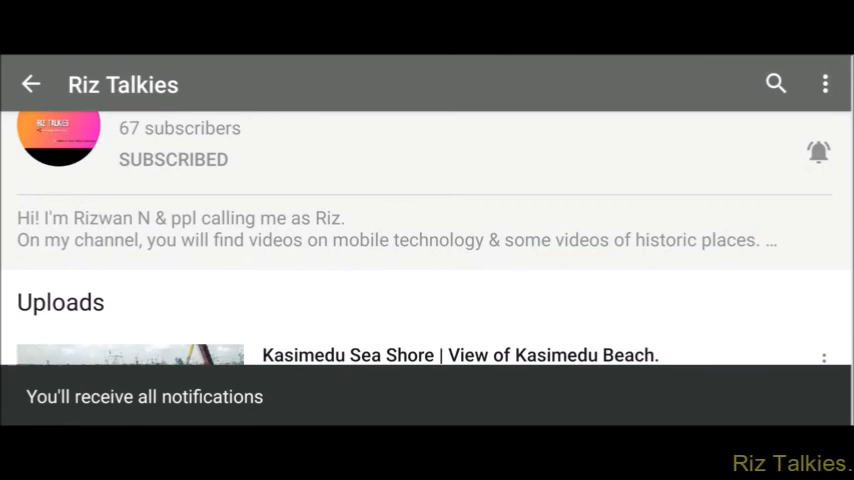 Riz Talkies
RIZ TALKIES
67 subscribers
SUBSCRIBED
Hi! I'm Rizwan N & ppl calling me as Riz.
On my channel, you will find videos on mobile technology & some videos of historic places. ...
Uploads
Kasimedu Sea Shore | View of Kasimedu Beach.
You'll receive all notifications
Riz Talkies.